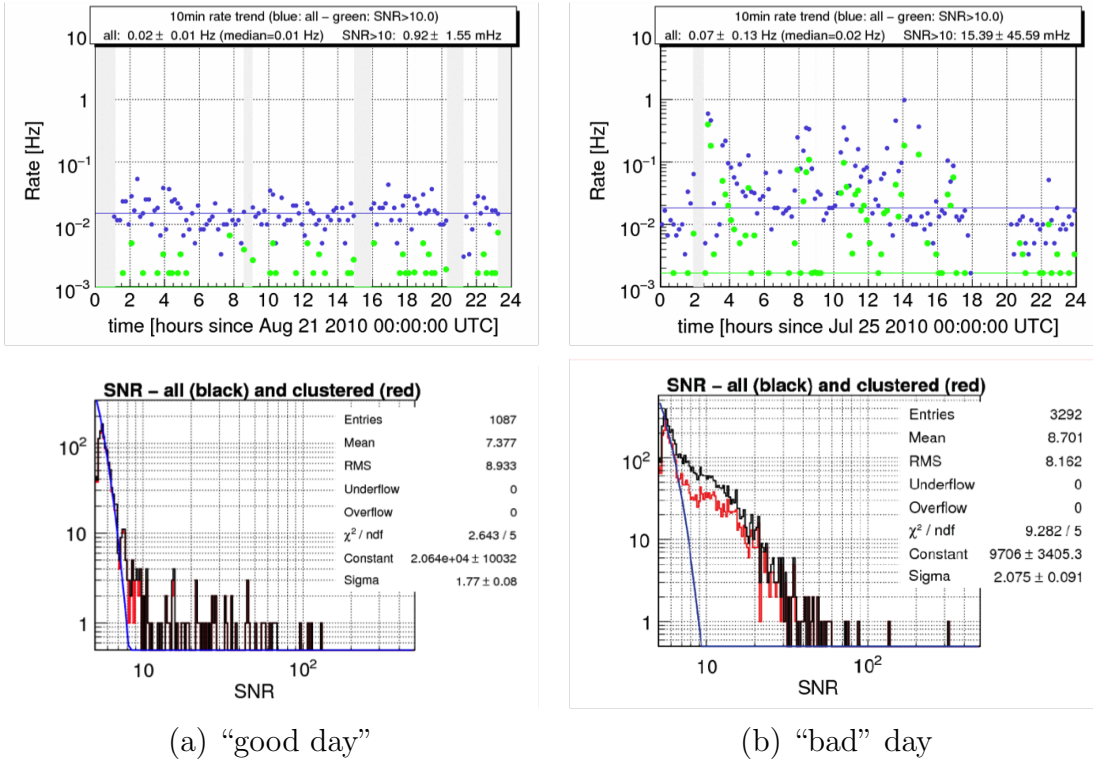 10min rate trend (blue: all − green: SNR>10.0)
all: 0.02 ± 0.01 Hz (median=0.01 Hz) SNR>10: 0.92 ± 1.55 mHz
10
1
10⁻¹
10⁻²
10⁻³
Rate [Hz]
0 2 4 6 8 10 12 14 16 18 20 22 24
time [hours since Aug 21 2010 00:00:00 UTC]
10min rate trend (blue: all − green: SNR>10.0)
all: 0.07 ± 0.13 Hz (median=0.02 Hz) SNR>10: 15.39 ± 45.59 mHz
10
1
10⁻¹
10⁻²
10⁻³
Rate [Hz]
0 2 4 6 8 10 12 14 16 18 20 22 24
time [hours since Jul 25 2010 00:00:00 UTC]
SNR − all (black) and clustered (red)
Entries 1087
Mean 7.377
RMS 8.933
Underflow 0
Overflow 0
χ² / ndf 2.643 / 5
Constant 2.064e+04 ± 10032
Sigma 1.77 ± 0.08
10²
10
1
10 10²
SNR
SNR − all (black) and clustered (red)
Entries 3292
Mean 8.701
RMS 8.162
Underflow 0
Overflow 0
χ² / ndf 9.282 / 5
Constant 9706 ± 3405.3
Sigma 2.075 ± 0.091
10²
10
1
10 10²
SNR
(a) “good day”
(b) “bad” day